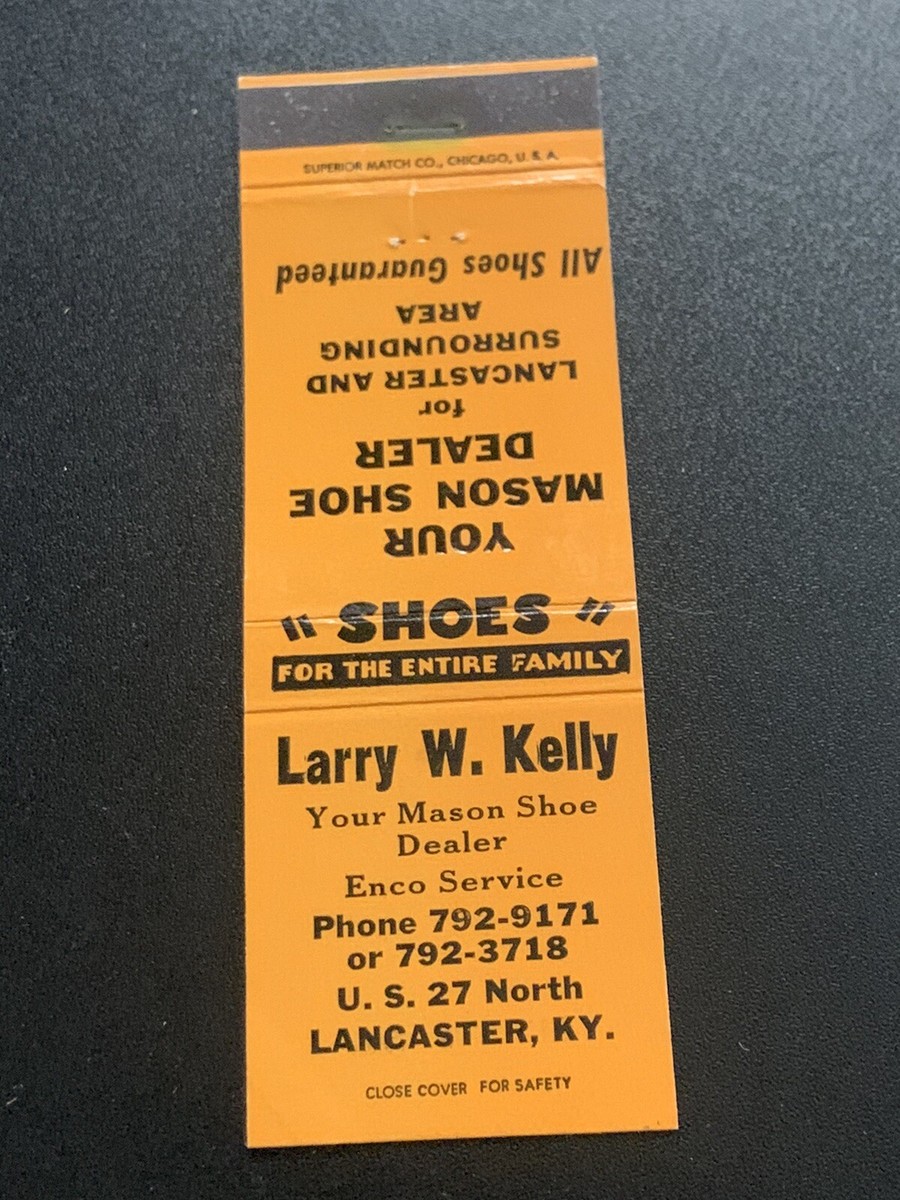 SUPERIOR MATCH CO., CHICAGO, U. S. A.
YOUR
MASON SHOE
DEALER
for
LANCASTER AND
SURROUNDING
AREA
All Shoes Guaranteed
" SHOES "
FOR THE ENTIRE FAMILY
Larry W. Kelly
Your Mason Shoe
Dealer
Enco Service
Phone 792-9171
or 792-3718
U. S. 27 North
LANCASTER, KY.
CLOSE COVER FOR SAFETY